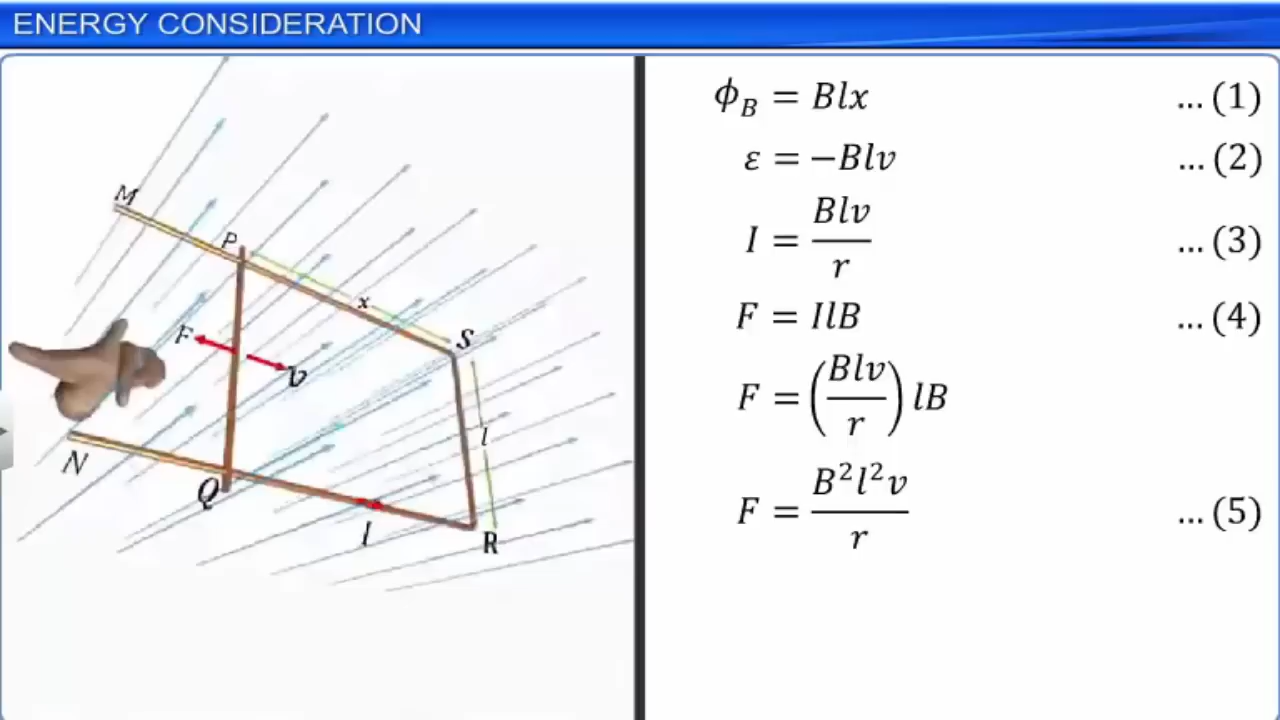 ENERGY CONSIDERATION
M
P
x
S
F
v
l
N
Q
I
R
ϕ_B = Blx ... (1)
ε = −Blv ... (2)
I = Blv/r ... (3)
F = IlB ... (4)
F = (Blv/r) lB
F = B²l²v/r ... (5)